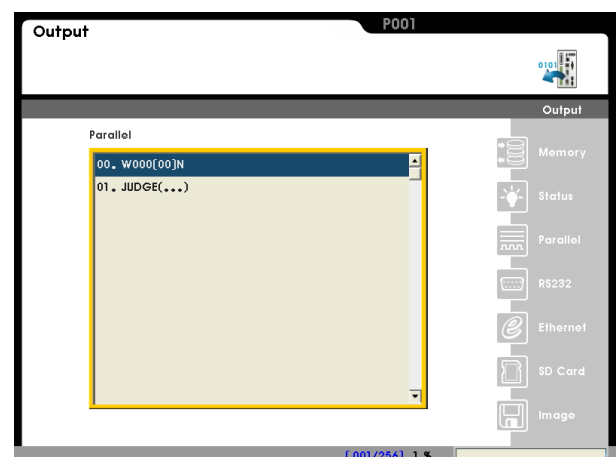 Output
P001
0101
Output
Parallel
00. W000[00]N
01. JUDGE(...)
Memory
Status
Parallel
RS232
Ethernet
SD Card
Image
[001/256] 1 %